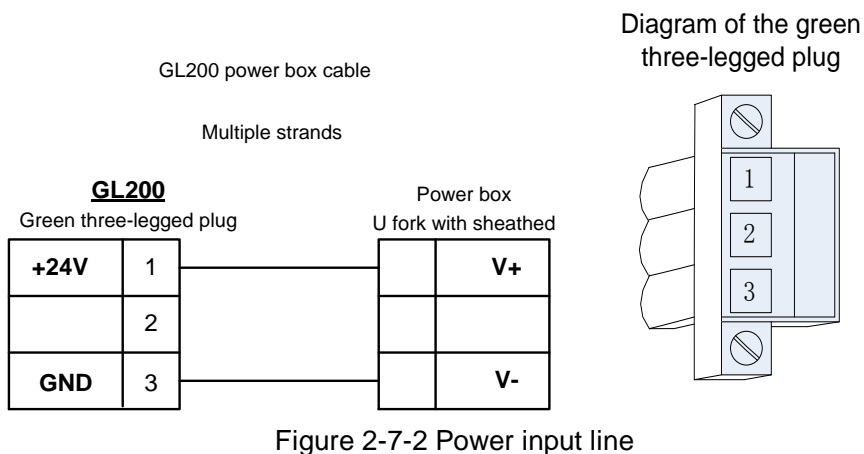 Diagram of the green
three-legged plug
GL200 power box cable
Multiple strands
GL200
Green three-legged plug
Power box
U fork with sheathed
+24V 1 V+
2
GND 3 V-
1
2
3
Figure 2-7-2 Power input line